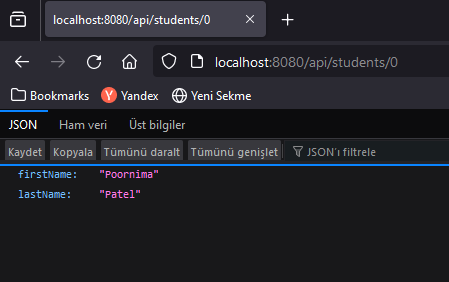 localhost:8080/api/students/0
localhost:8080/api/students/0
Bookmarks Yandex Yeni Sekme
JSON Ham veri Üst bilgiler
Kaydet Kopyala Tümünü daralt Tümünü genişlet JSON'ı filtrele
firstName: "Poornima"
lastName: "Patel"